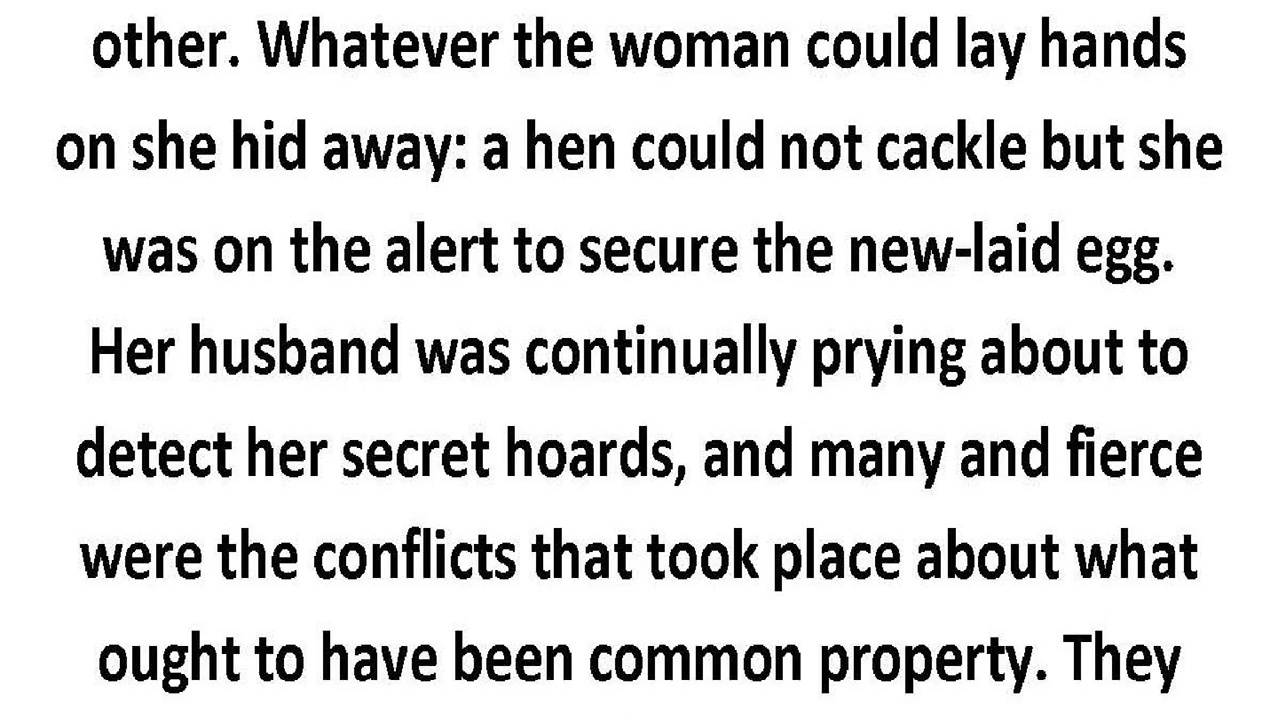 other. Whatever the woman could lay hands
on she hid away: a hen could not cackle but she
was on the alert to secure the new-laid egg.
Her husband was continually prying about to
detect her secret hoards, and many and fierce
were the conflicts that took place about what
ought to have been common property. They